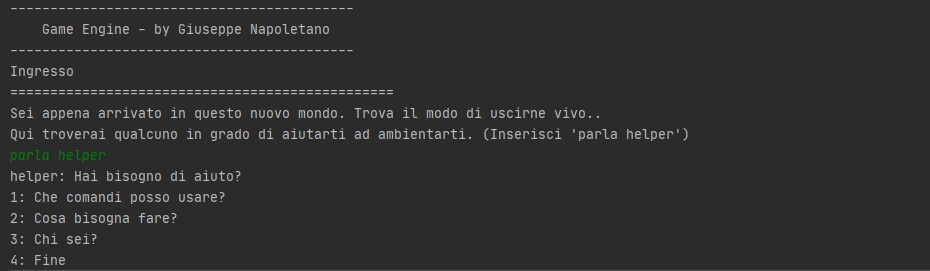 -------------------------------------------
Game Engine - by Giuseppe Napoletano
-------------------------------------------
Ingresso
================================================
Sei appena arrivato in questo nuovo mondo. Trova il modo di uscirne vivo..
Qui troverai qualcuno in grado di aiutarti ad ambientarti. (Inserisci 'parla helper')
parla helper
helper: Hai bisogno di aiuto?
1: Che comandi posso usare?
2: Cosa bisogna fare?
3: Chi sei?
4: Fine